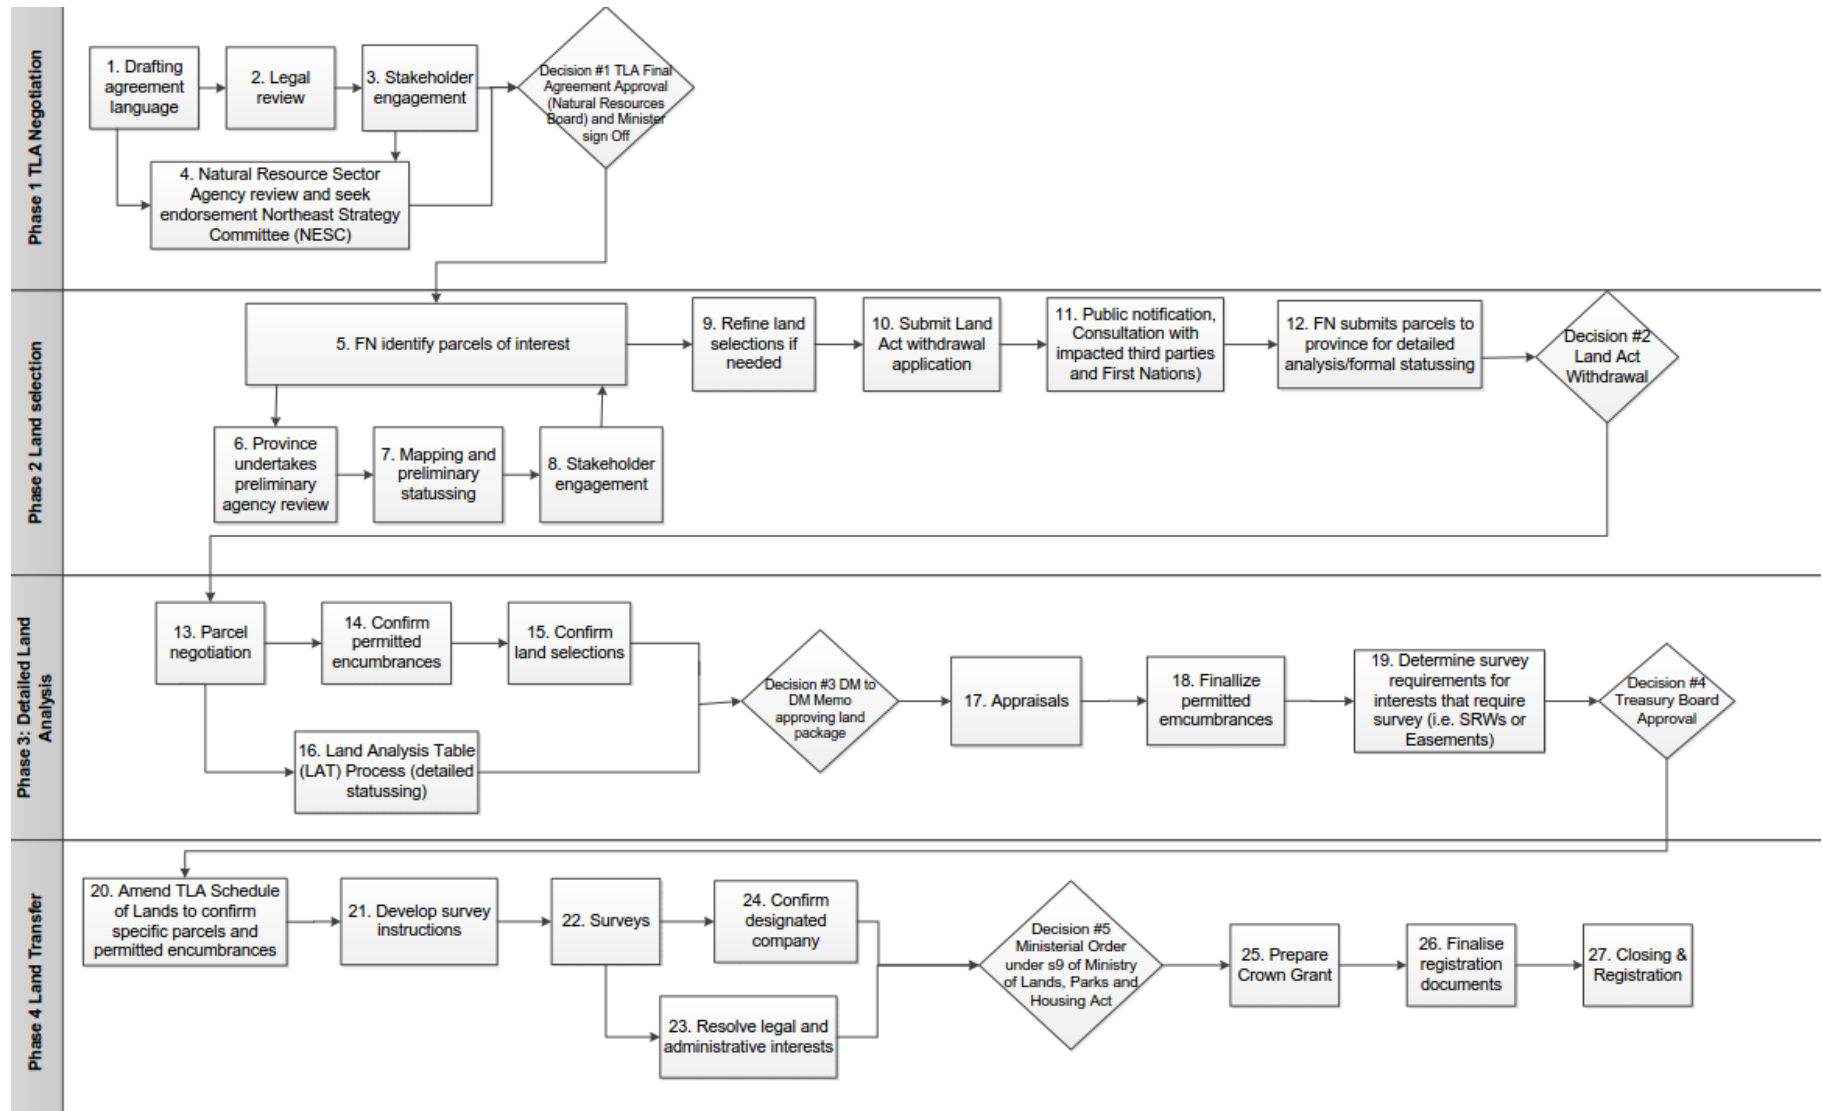 Phase 1 TLA Negotiation
1. Drafting
agreement
language
2. Legal
review
3. Stakeholder
engagement
Decision #1 TLA Final
Agreement Approval
(Natural Resources
Board) and Minister
sign Off
4. Natural Resource Sector
Agency review and seek
endorsement Northeast Strategy
Committee (NESC)
Phase 2 Land selection
5. FN identify parcels of interest
9. Refine land
selections if
needed
10. Submit Land
Act withdrawal
application
11. Public notification,
Consultation with
impacted third parties
and First Nations)
12. FN submits parcels to
province for detailed
analysis/formal statussing
Decision #2
Land Act
Withdrawal
6. Province
undertakes
preliminary
agency review
7. Mapping and
preliminary
statussing
8. Stakeholder
engagement
Phase 3: Detailed Land
Analysis
13. Parcel
negotiation
14. Confirm
permitted
encumbrances
15. Confirm
land selections
16. Land Analysis Table
(LAT) Process (detailed
statussing)
Decision #3 DM to
DM Memo
approving land
package
17. Appraisals
18. Finallize
permitted
emcumbrances
19. Determine survey
requirements for
interests that require
survey (i.e. SRWs or
Easements)
Decision #4
Treasury Board
Approval
Phase 4 Land Transfer
20. Amend TLA Schedule
of Lands to confirm
specific parcels and
permitted encumbrances
21. Develop survey
instructions
22. Surveys
24. Confirm
designated
company
23. Resolve legal and
administrative interests
Decision #5
Ministerial Order
under s9 of Ministry
of Lands, Parks and
Housing Act
25. Prepare
Crown Grant
26. Finalise
registration
documents
27. Closing &
Registration